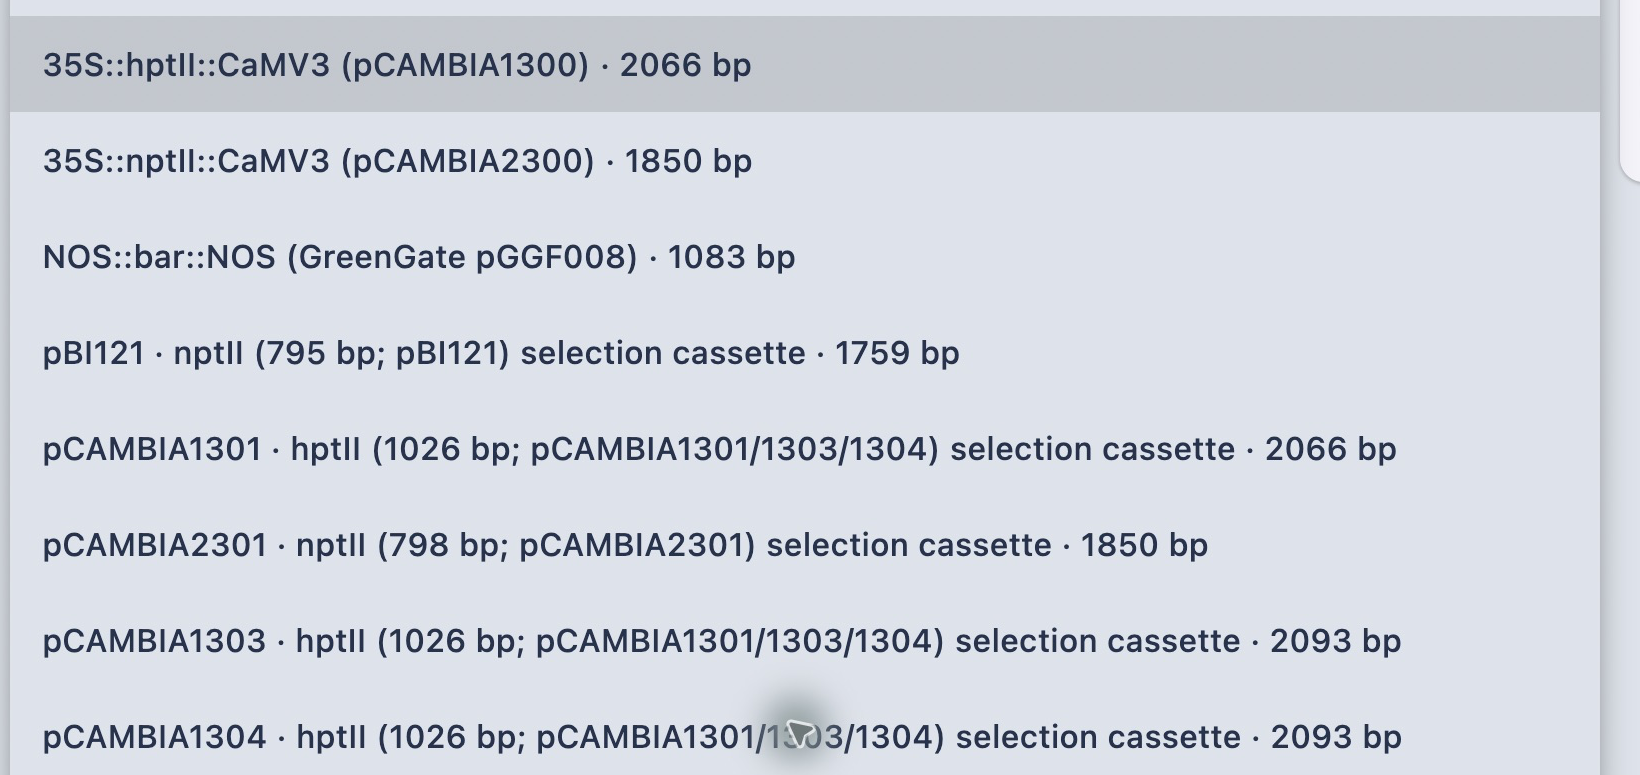 35S::hptII::CaMV3 (pCAMBIA1300) · 2066 bp
35S::nptII::CaMV3 (pCAMBIA2300) · 1850 bp
NOS::bar::NOS (GreenGate pGGF008) · 1083 bp
pBI121 · nptII (795 bp; pBI121) selection cassette · 1759 bp
pCAMBIA1301 · hptII (1026 bp; pCAMBIA1301/1303/1304) selection cassette · 2066 bp
pCAMBIA2301 · nptII (798 bp; pCAMBIA2301) selection cassette · 1850 bp
pCAMBIA1303 · hptII (1026 bp; pCAMBIA1301/1303/1304) selection cassette · 2093 bp
pCAMBIA1304 · hptII (1026 bp; pCAMBIA1301/1303/1304) selection cassette · 2093 bp